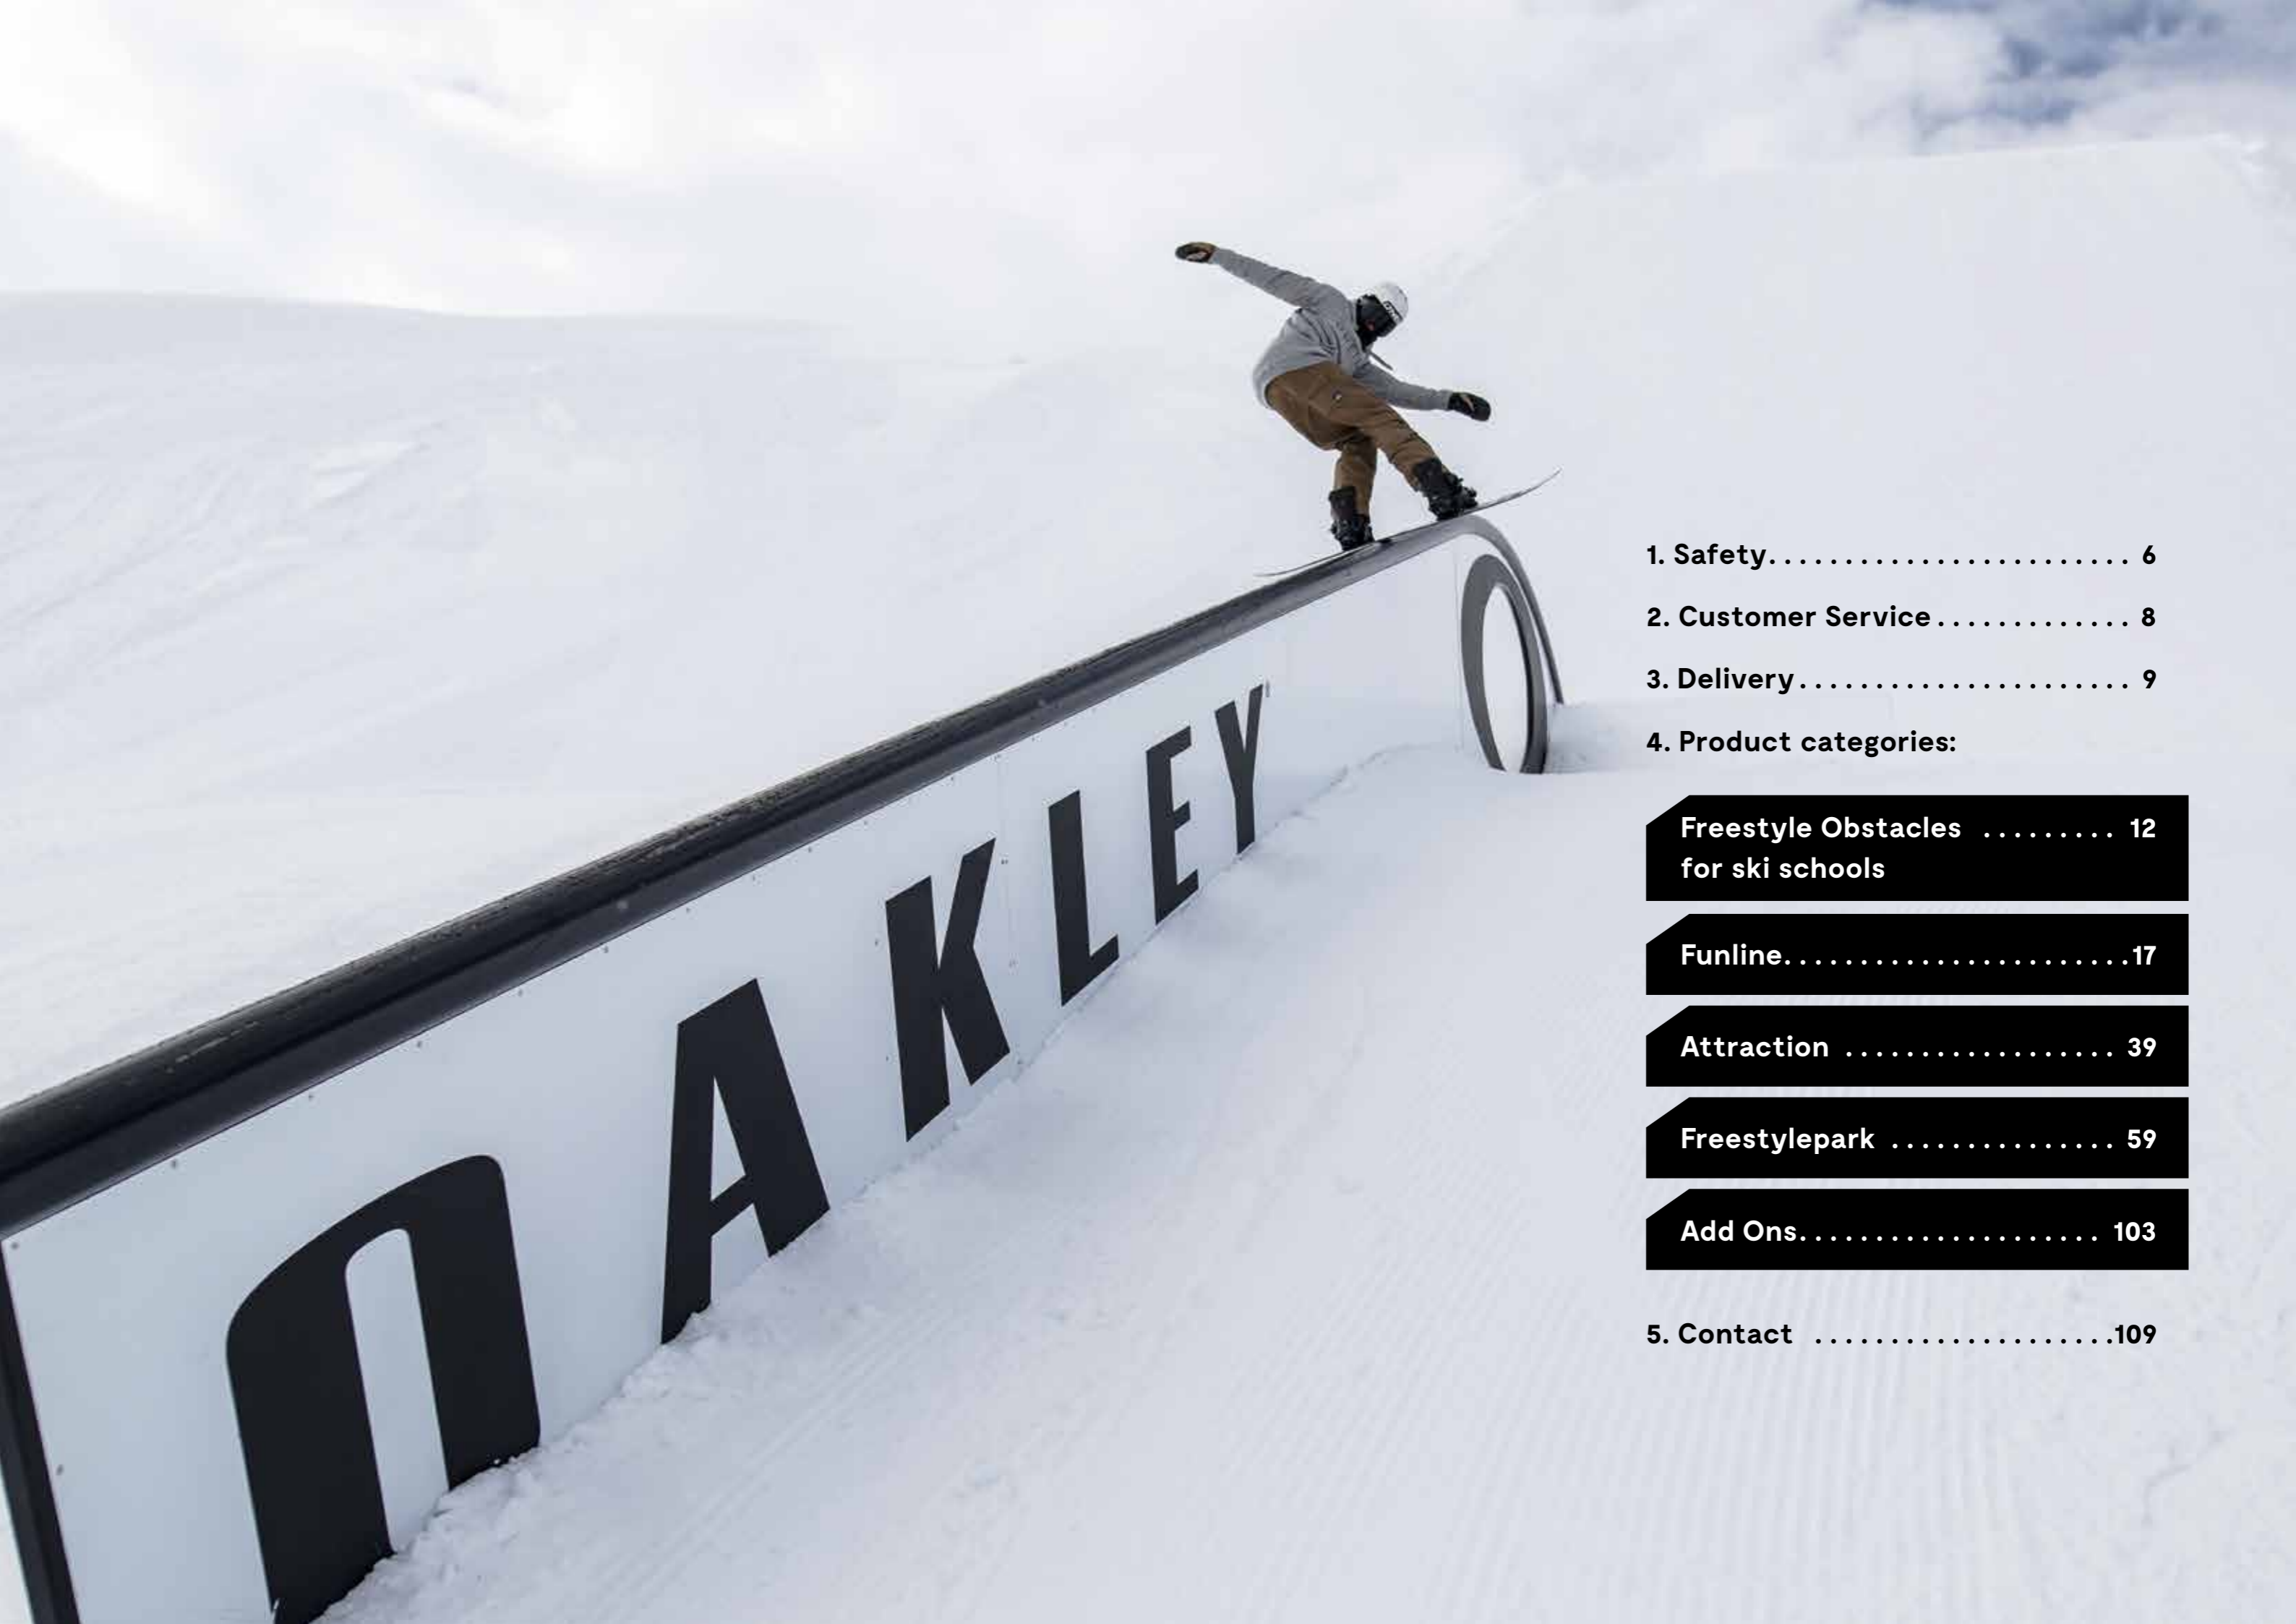 OAKLEY
1. Safety........................ 6
2. Customer Service............. 8
3. Delivery...................... 9
4. Product categories:
Freestyle Obstacles ......... 12
for ski schools
Funline.......................17
Attraction .................. 39
Freestylepark ............... 59
Add Ons.................... 103
5. Contact ....................109